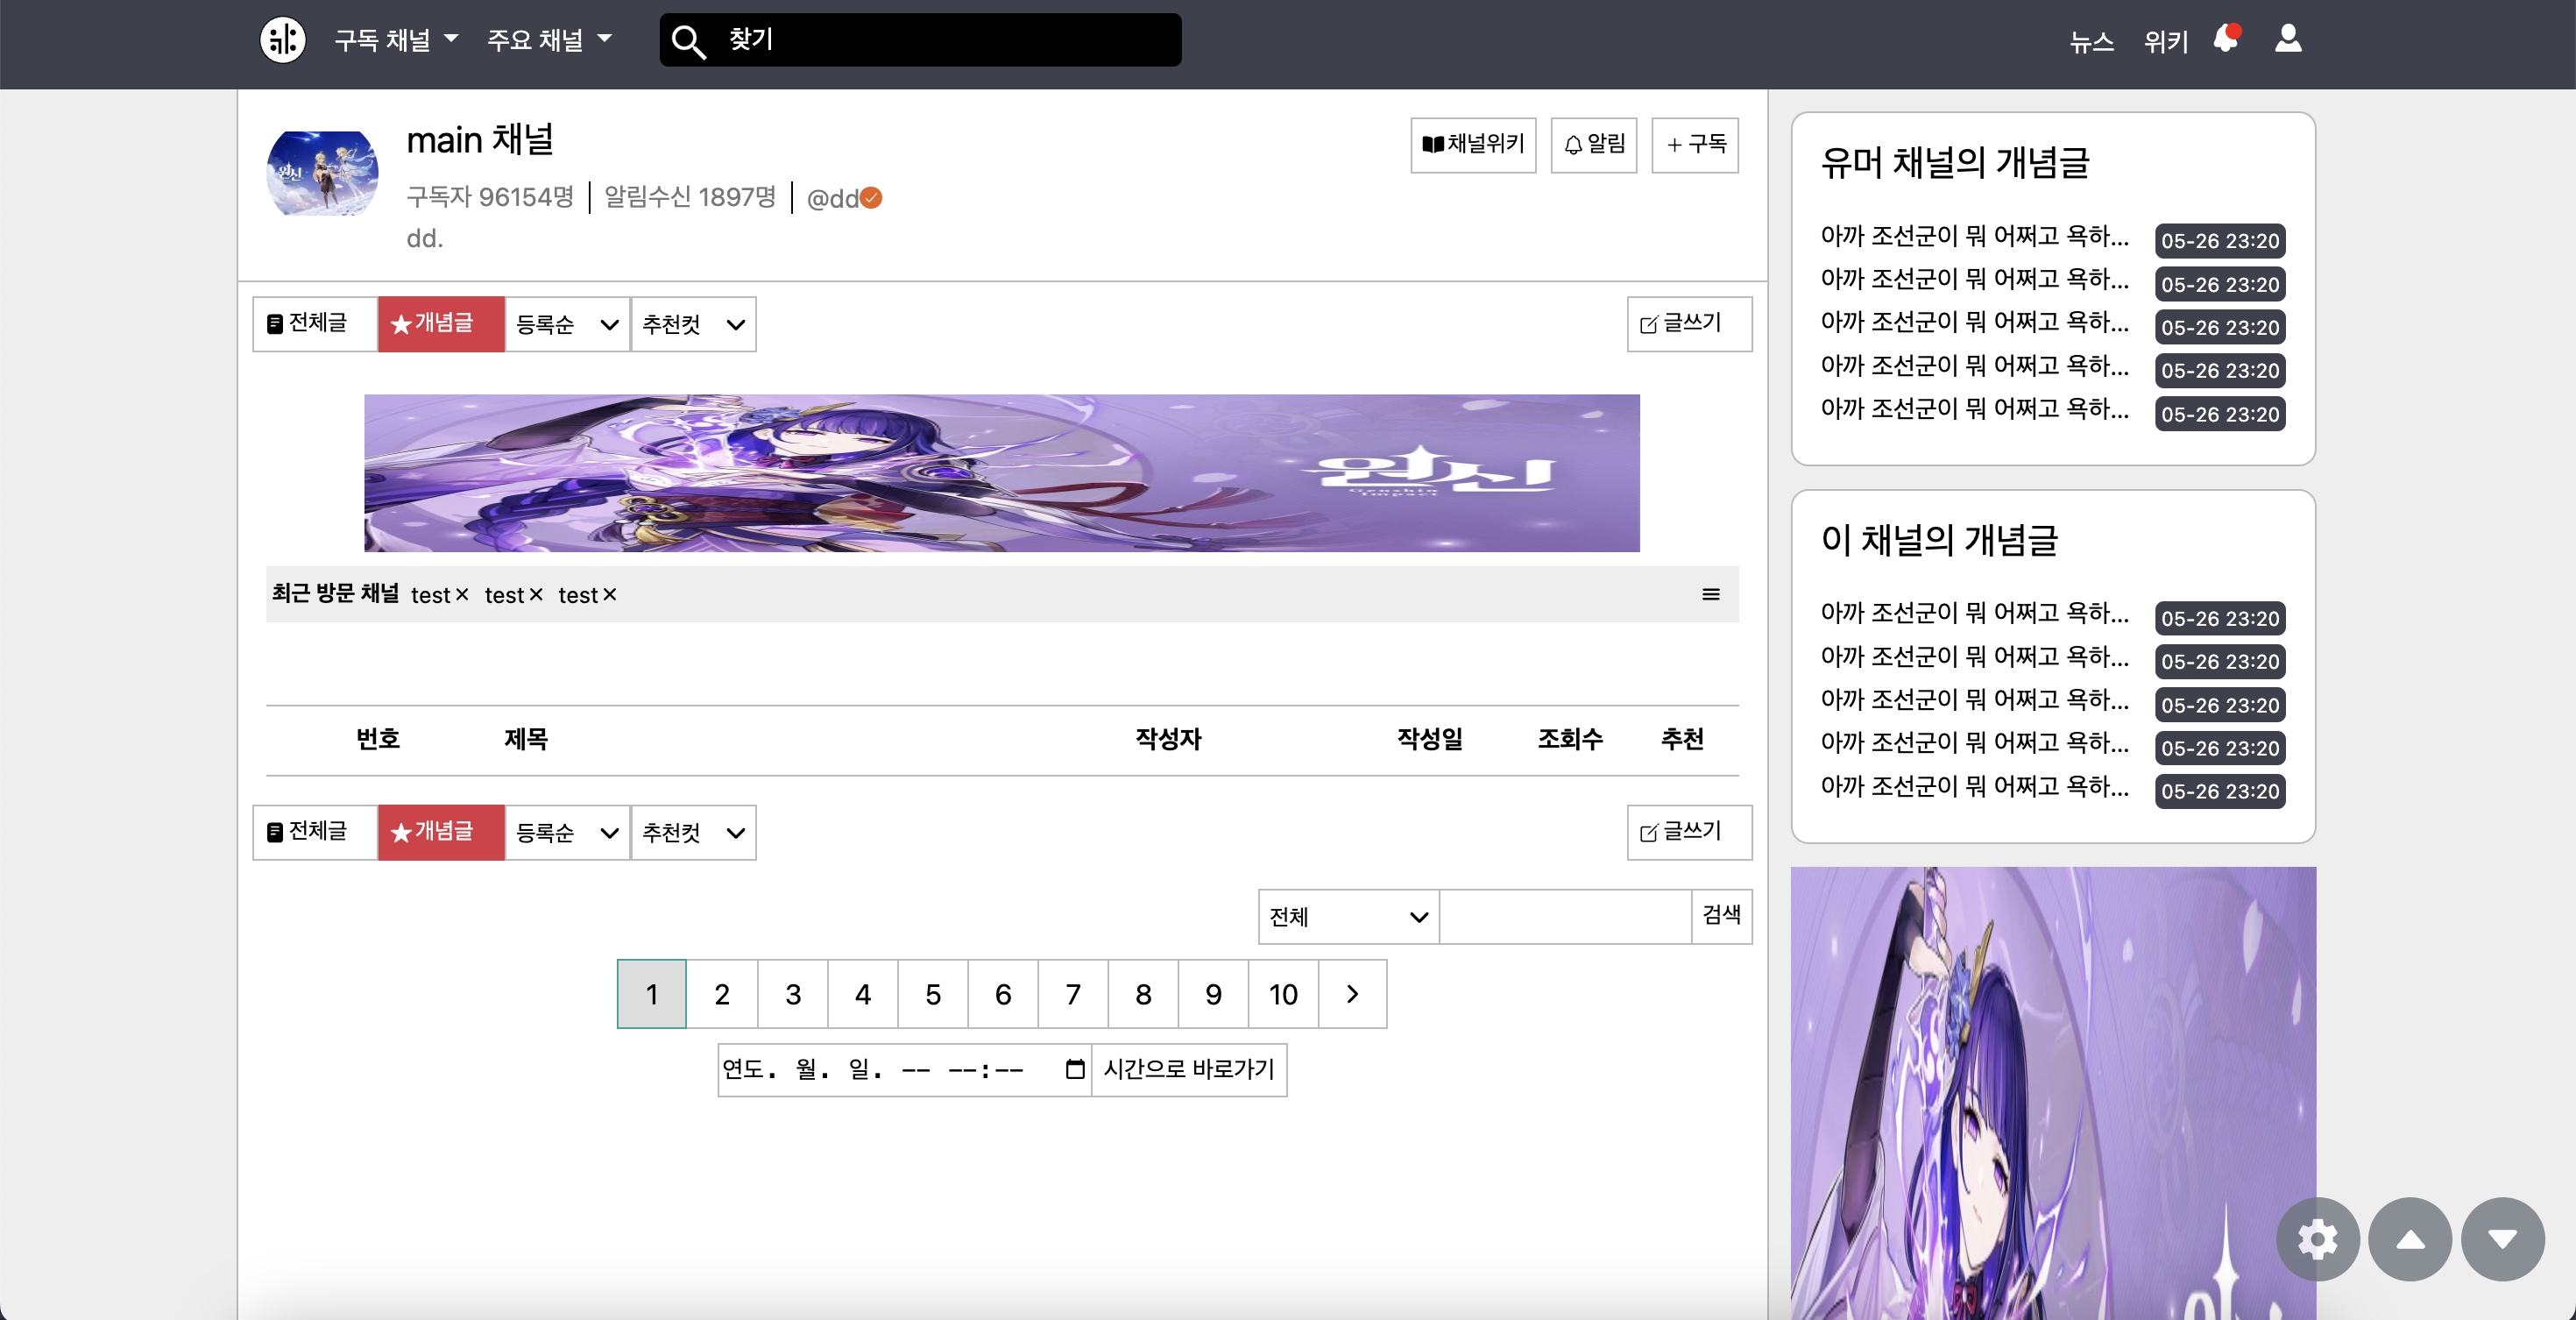 구독 채널 주요 채널 찾기 뉴스 위키
원신
main 채널
구독자 96154명 알림수신 1897명 @dd
dd.
채널위키 알림 + 구독
전체글 개념글 등록순 추천컷 글쓰기
원신
Genshin Impact
최근 방문 채널 test× test× test×
번호 제목 작성자 작성일 조회수 추천
전체글 개념글 등록순 추천컷 글쓰기
전체 검색
1 2 3 4 5 6 7 8 9 10 >
연도. 월. 일. -- --:-- 시간으로 바로가기
유머 채널의 개념글
아까 조선군이 뭐 어쩌고 욕하... 05-26 23:20
아까 조선군이 뭐 어쩌고 욕하... 05-26 23:20
아까 조선군이 뭐 어쩌고 욕하... 05-26 23:20
아까 조선군이 뭐 어쩌고 욕하... 05-26 23:20
아까 조선군이 뭐 어쩌고 욕하... 05-26 23:20
이 채널의 개념글
아까 조선군이 뭐 어쩌고 욕하... 05-26 23:20
아까 조선군이 뭐 어쩌고 욕하... 05-26 23:20
아까 조선군이 뭐 어쩌고 욕하... 05-26 23:20
아까 조선군이 뭐 어쩌고 욕하... 05-26 23:20
아까 조선군이 뭐 어쩌고 욕하... 05-26 23:20